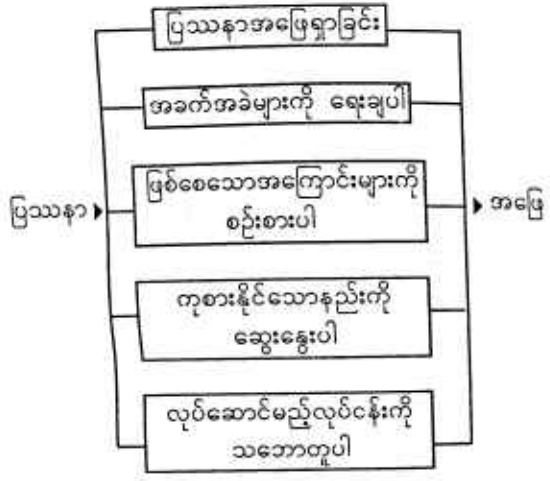 ပြဿနာအဖြေရှာခြင်း
အခက်အခဲများကို ရေးချပါ
ဖြစ်စေသောအကြောင်းများကို
စဉ်းစားပါ
ပြဿနာ
အဖြေ
ကုစားနိုင်သောနည်းကို
ဆွေးနွေးပါ
လုပ်ဆောင်မည့်လုပ်ငန်းကို
သဘောတူပါ